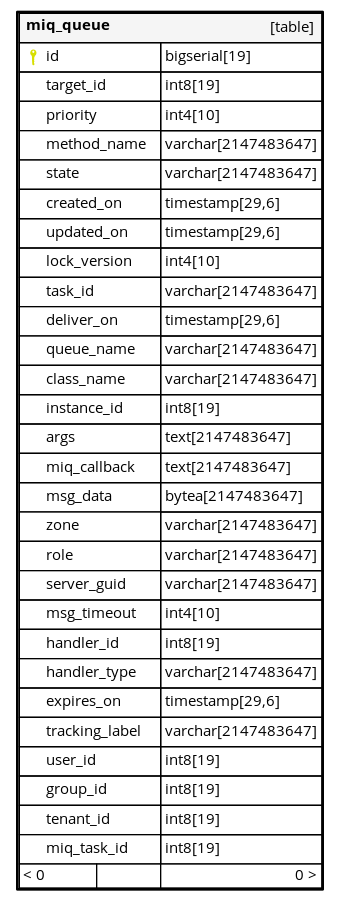 miq_queue [table]
id bigserial[19]
target_id int8[19]
priority int4[10]
method_name varchar[2147483647]
state varchar[2147483647]
created_on timestamp[29,6]
updated_on timestamp[29,6]
lock_version int4[10]
task_id varchar[2147483647]
deliver_on timestamp[29,6]
queue_name varchar[2147483647]
class_name varchar[2147483647]
instance_id int8[19]
args text[2147483647]
miq_callback text[2147483647]
msg_data bytea[2147483647]
zone varchar[2147483647]
role varchar[2147483647]
server_guid varchar[2147483647]
msg_timeout int4[10]
handler_id int8[19]
handler_type varchar[2147483647]
expires_on timestamp[29,6]
tracking_label varchar[2147483647]
user_id int8[19]
group_id int8[19]
tenant_id int8[19]
miq_task_id int8[19]
< 0 0 >